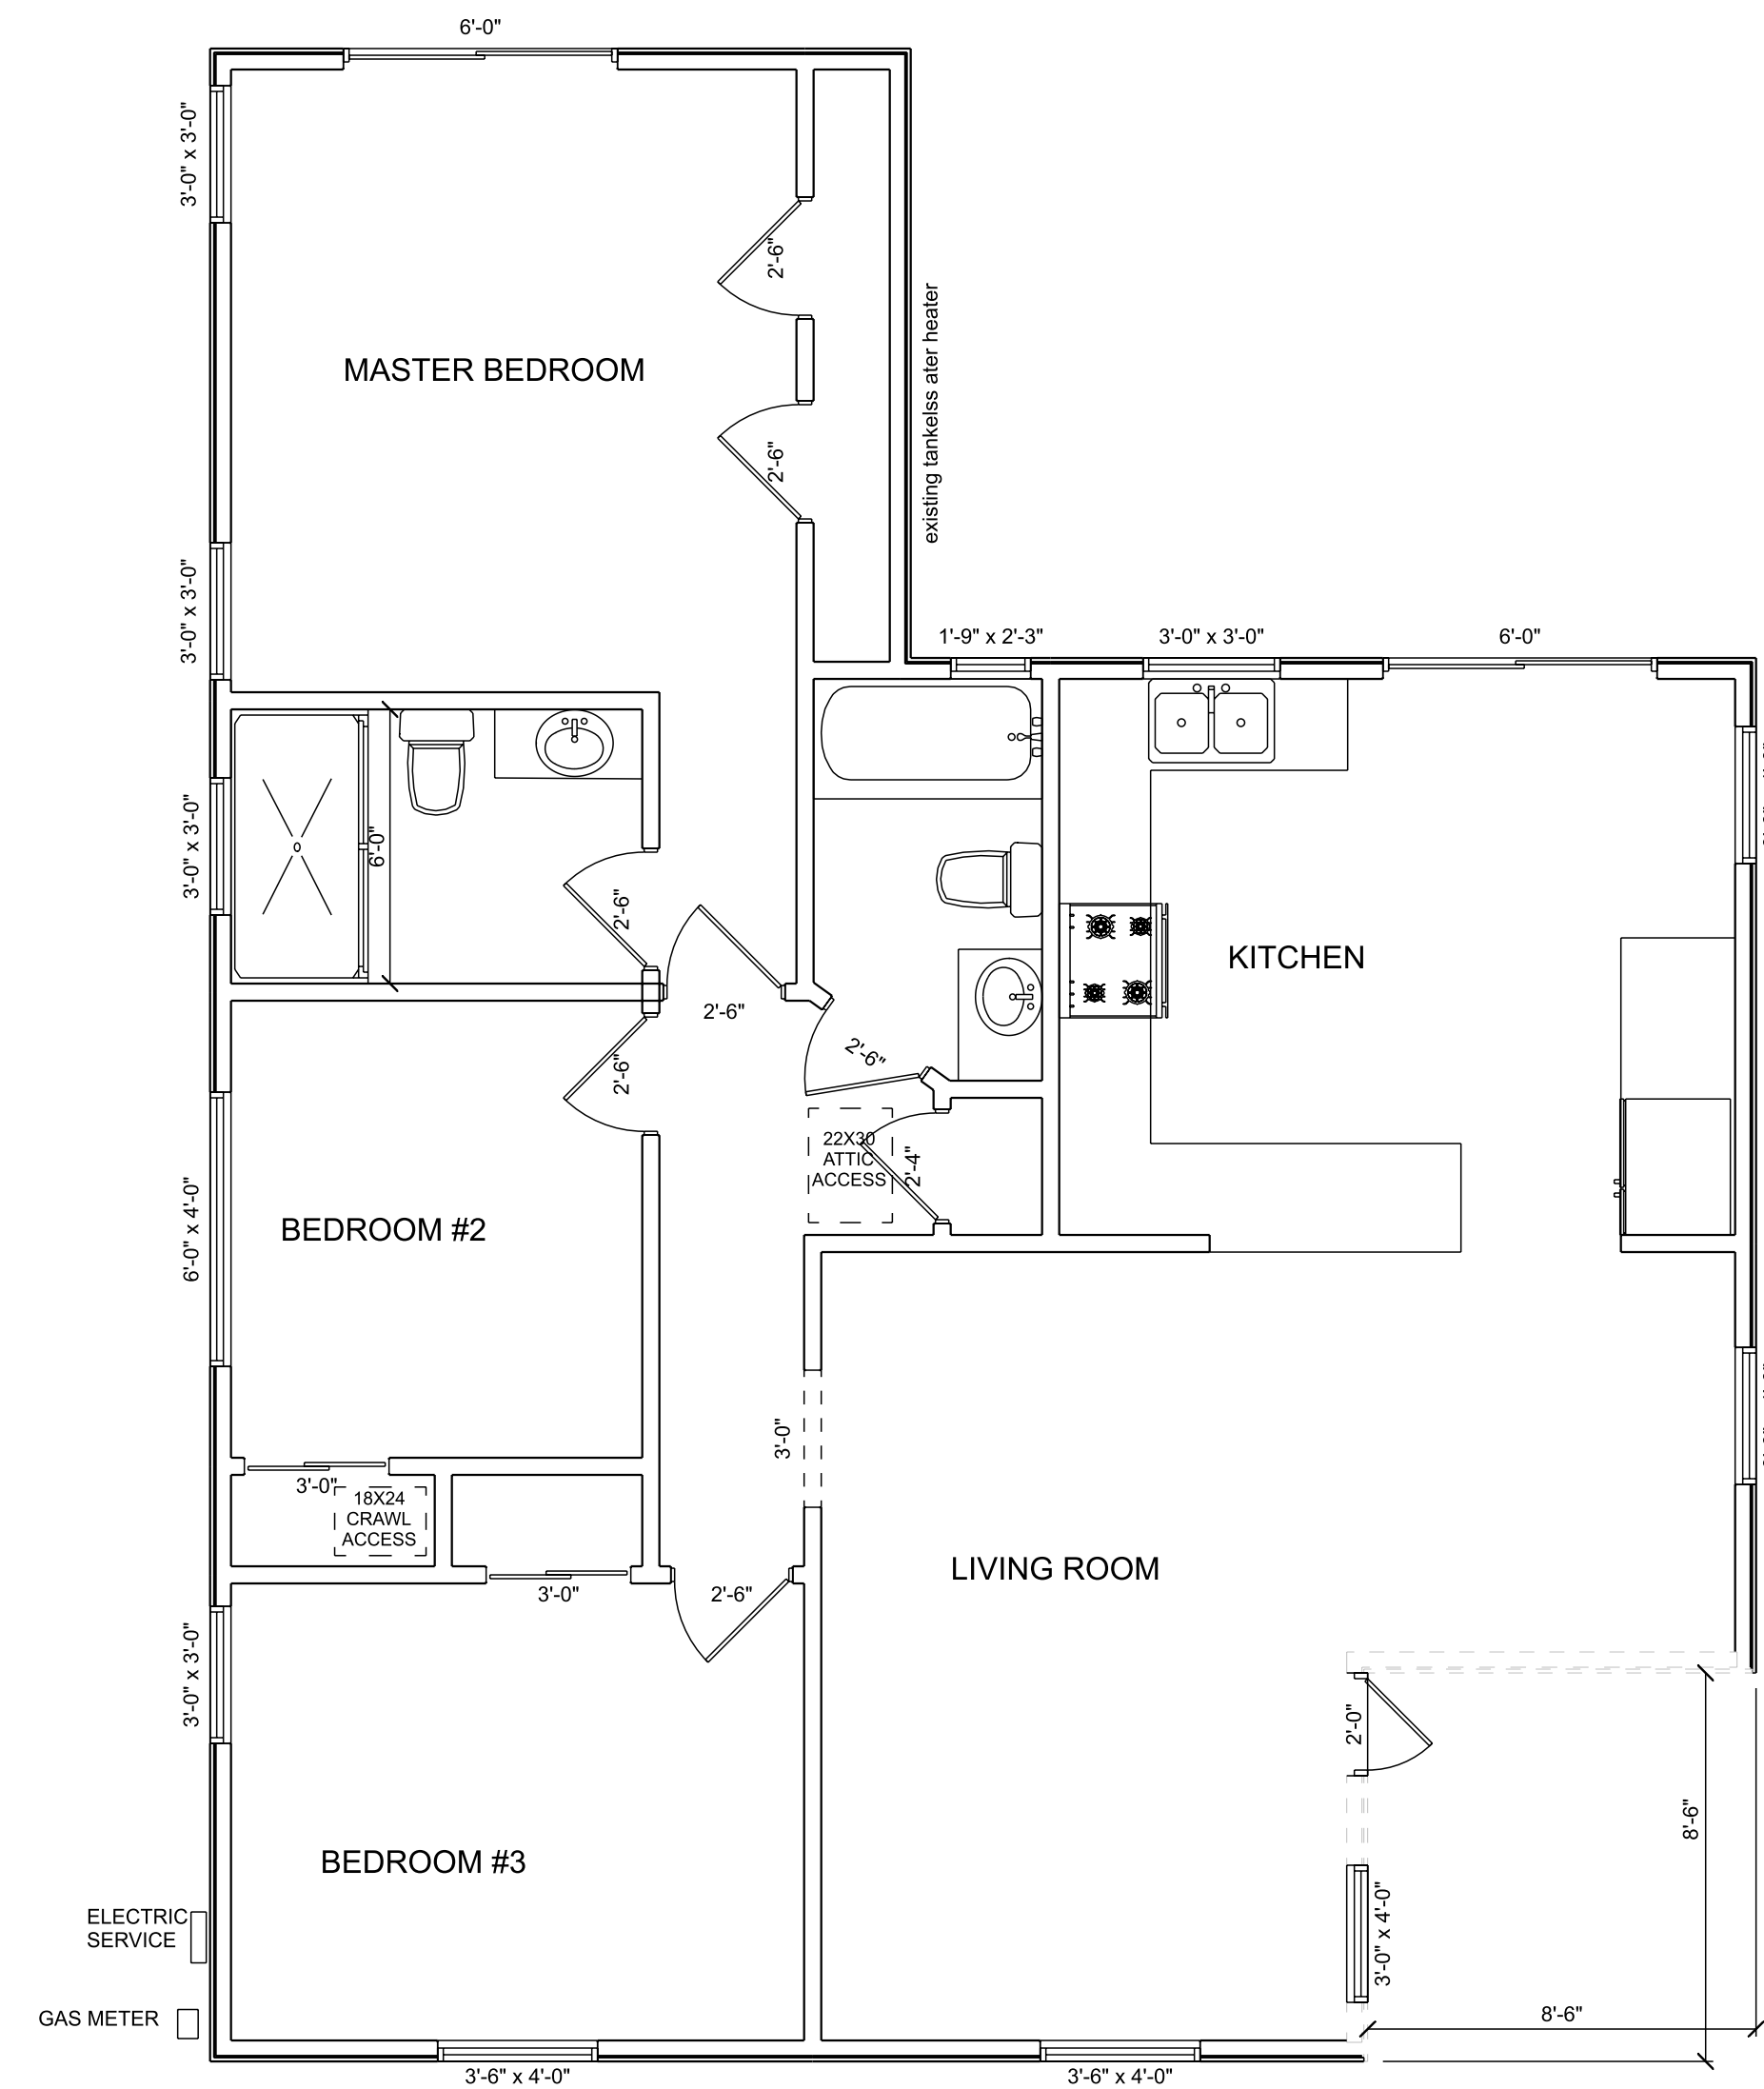 6'-0"
3'-0" x 3'-0"
2'-6"
existing tankelss ater heater
MASTER BEDROOM
2'-6"
3'-0" x 3'-0"
1'-9" x 2'-3"
3'-0" x 3'-0"
6'-0"
3'-0" x 3'-0"
6'-0"
2'-6"
KITCHEN
2'-6"
2'-6"
2'-6"
22X30
ATTIC
ACCESS
2'-4"
6'-0" x 4'-0"
BEDROOM #2
3'-0"
3'-0"
18X24
CRAWL
ACCESS
LIVING ROOM
3'-0"
2'-6"
3'-0" x 3'-0"
2'-0"
8'-6"
BEDROOM #3
ELECTRIC
SERVICE
3'-0" x 4'-0"
GAS METER
8'-6"
3'-6" x 4'-0"
3'-6" x 4'-0"